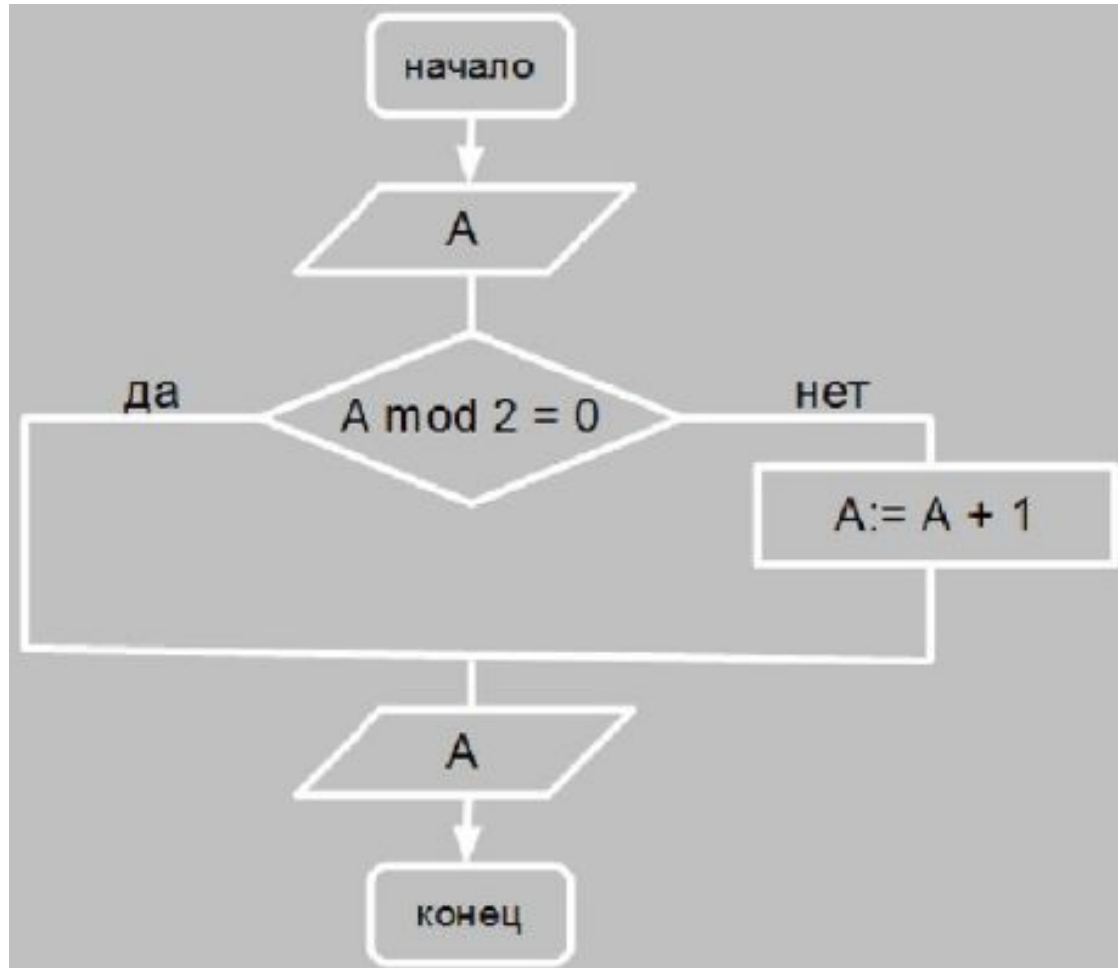 начало
A
да
A mod 2 = 0
нет
A:= A + 1
A
конец